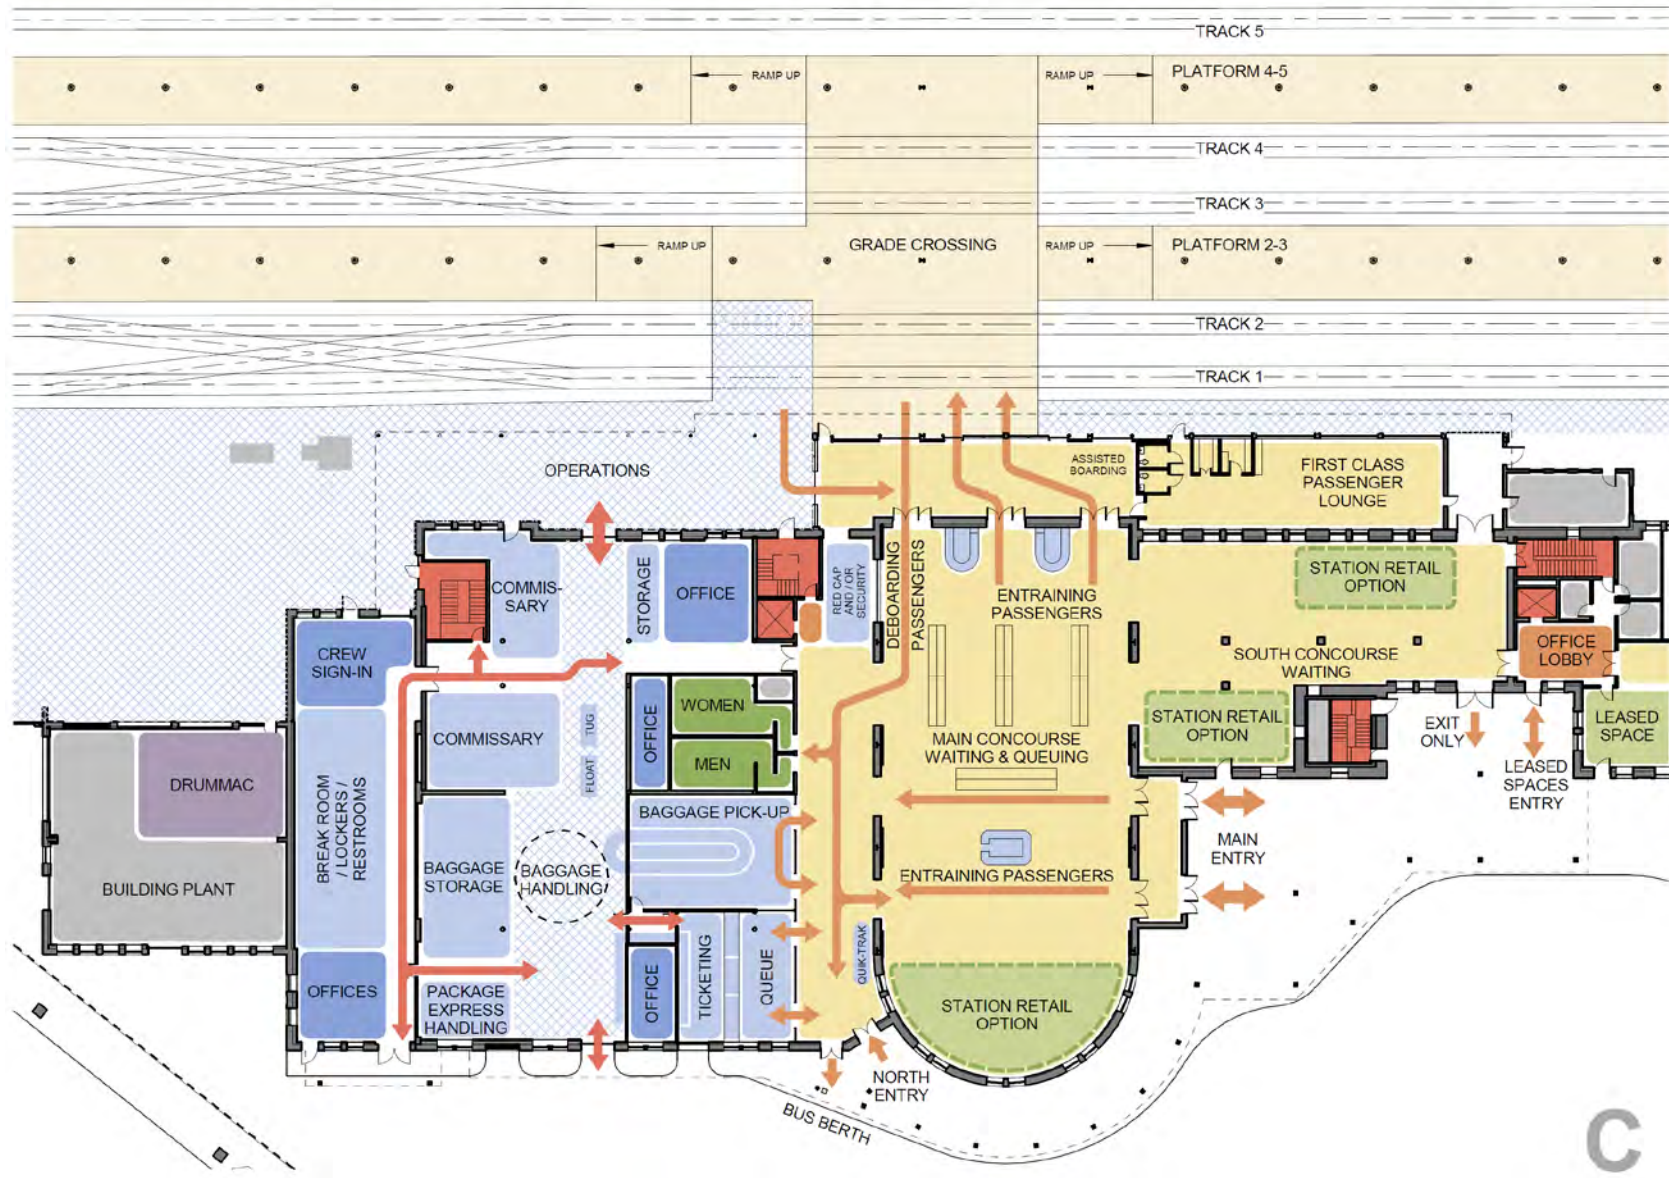 TRACK 5
RAMP UP
RAMP UP
PLATFORM 4-5
TRACK 4
TRACK 3
RAMP UP
GRADE CROSSING
RAMP UP
PLATFORM 2-3
TRACK 2
TRACK 1
OPERATIONS
ASSISTED
BOARDING
FIRST CLASS
PASSENGER
LOUNGE
COMMIS-
SARY
STORAGE
OFFICE
RED CAP
AND / OR
SECURITY
DEBOARDING
PASSENGERS
ENTRAINING
PASSENGERS
STATION RETAIL
OPTION
CREW
SIGN-IN
OFFICE
LOBBY
SOUTH CONCOURSE
WAITING
COMMISSARY
TUG
FLOAT
OFFICE
WOMEN
MEN
MAIN CONCOURSE
WAITING & QUEUING
STATION RETAIL
OPTION
EXIT
ONLY
LEASED
SPACE
LEASED
SPACES
ENTRY
DRUMMAC
BREAK ROOM
/ LOCKERS /
RESTROOMS
BAGGAGE PICK-UP
MAIN
ENTRY
BUILDING PLANT
BAGGAGE
STORAGE
BAGGAGE
HANDLING
ENTRAINING PASSENGERS
OFFICES
PACKAGE
EXPRESS
HANDLING
OFFICE
TICKETING
QUEUE
QUIK-TRAK
STATION RETAIL
OPTION
NORTH
ENTRY
BUS BERTH
C